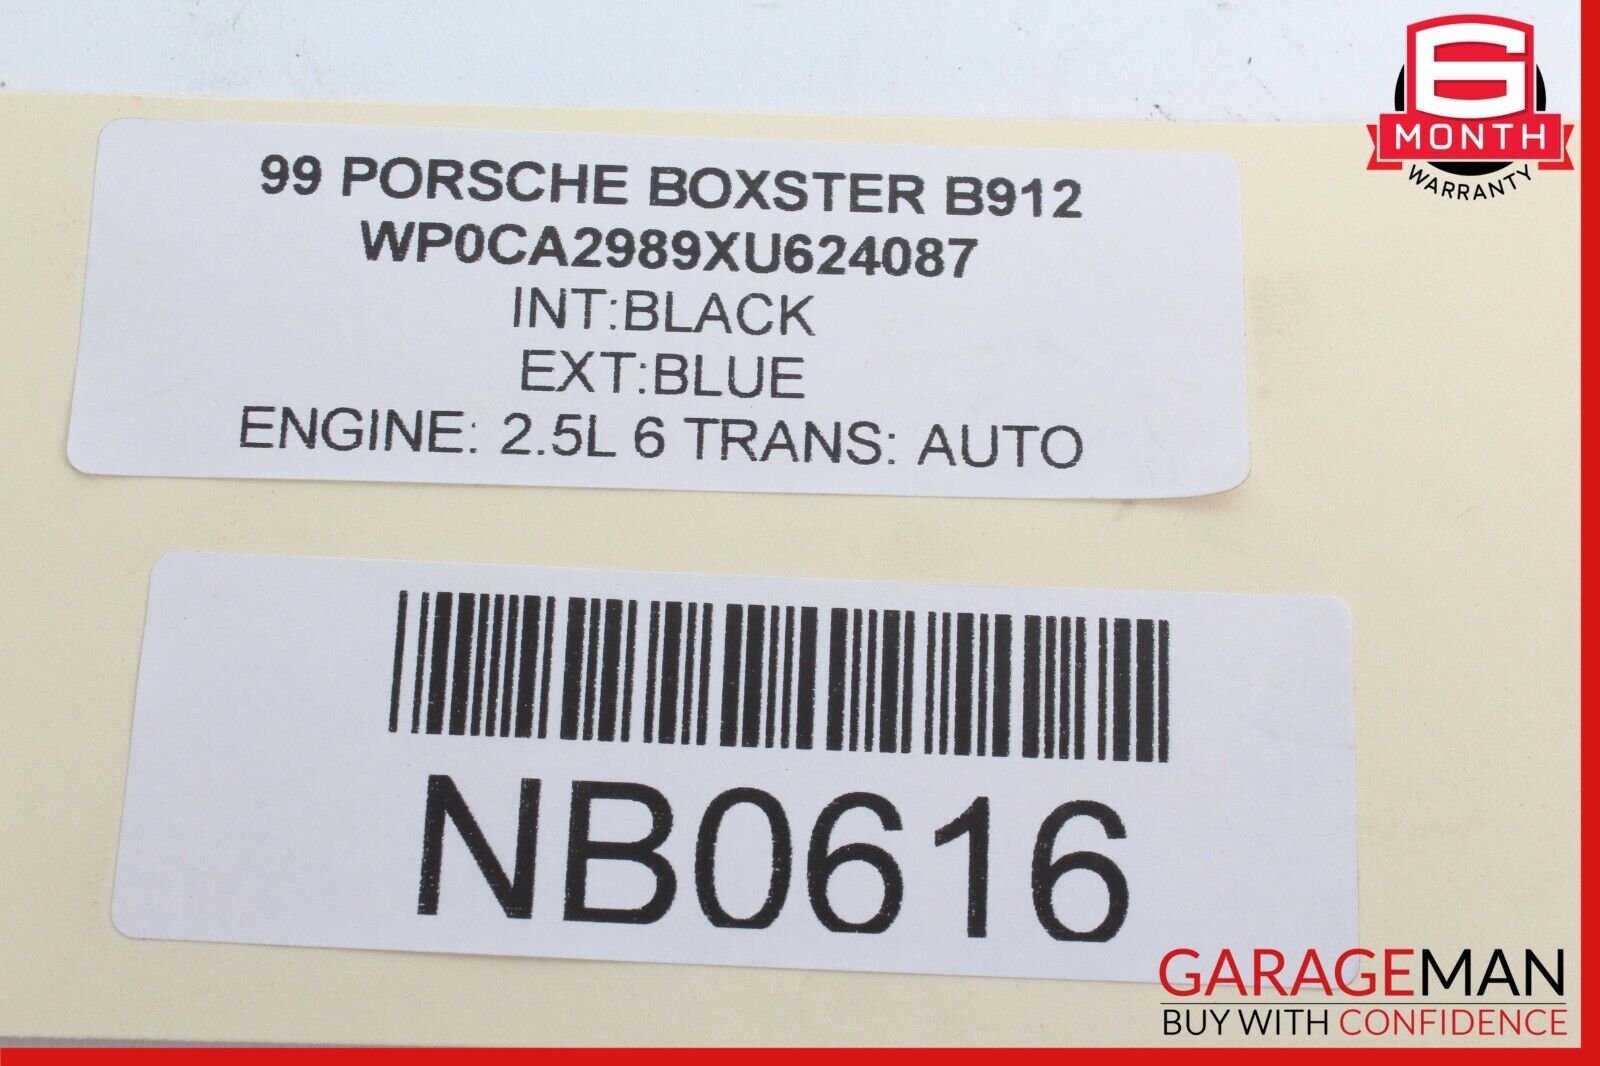 6
MONTH
WARRANTY
99 PORSCHE BOXSTER B912
WP0CA2989XU624087
INT:BLACK
EXT:BLUE
ENGINE: 2.5L 6 TRANS: AUTO
NB0616
GARAGEMAN
BUY WITH CONFIDENCE